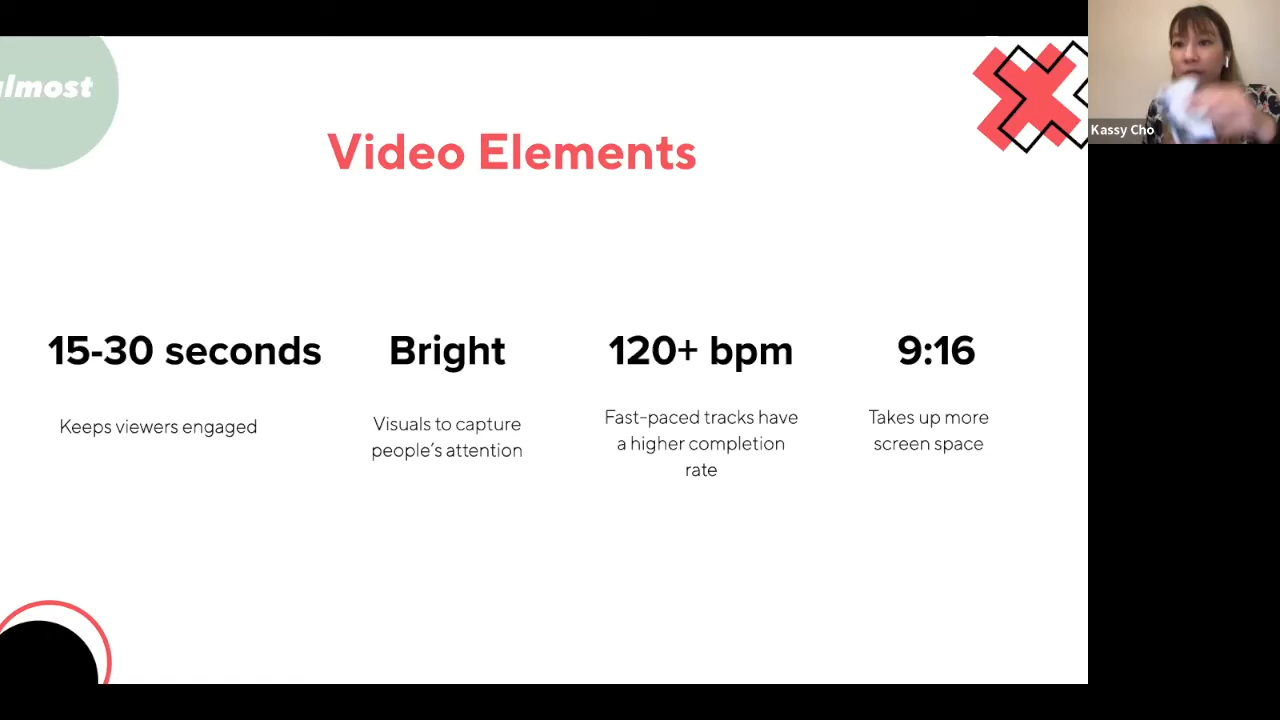 almost
Kassy Cho
Video Elements
15-30 seconds
Keeps viewers engaged
Bright
Visuals to capture
people's attention
120+ bpm
Fast-paced tracks have
a higher completion
rate
9:16
Takes up more
screen space